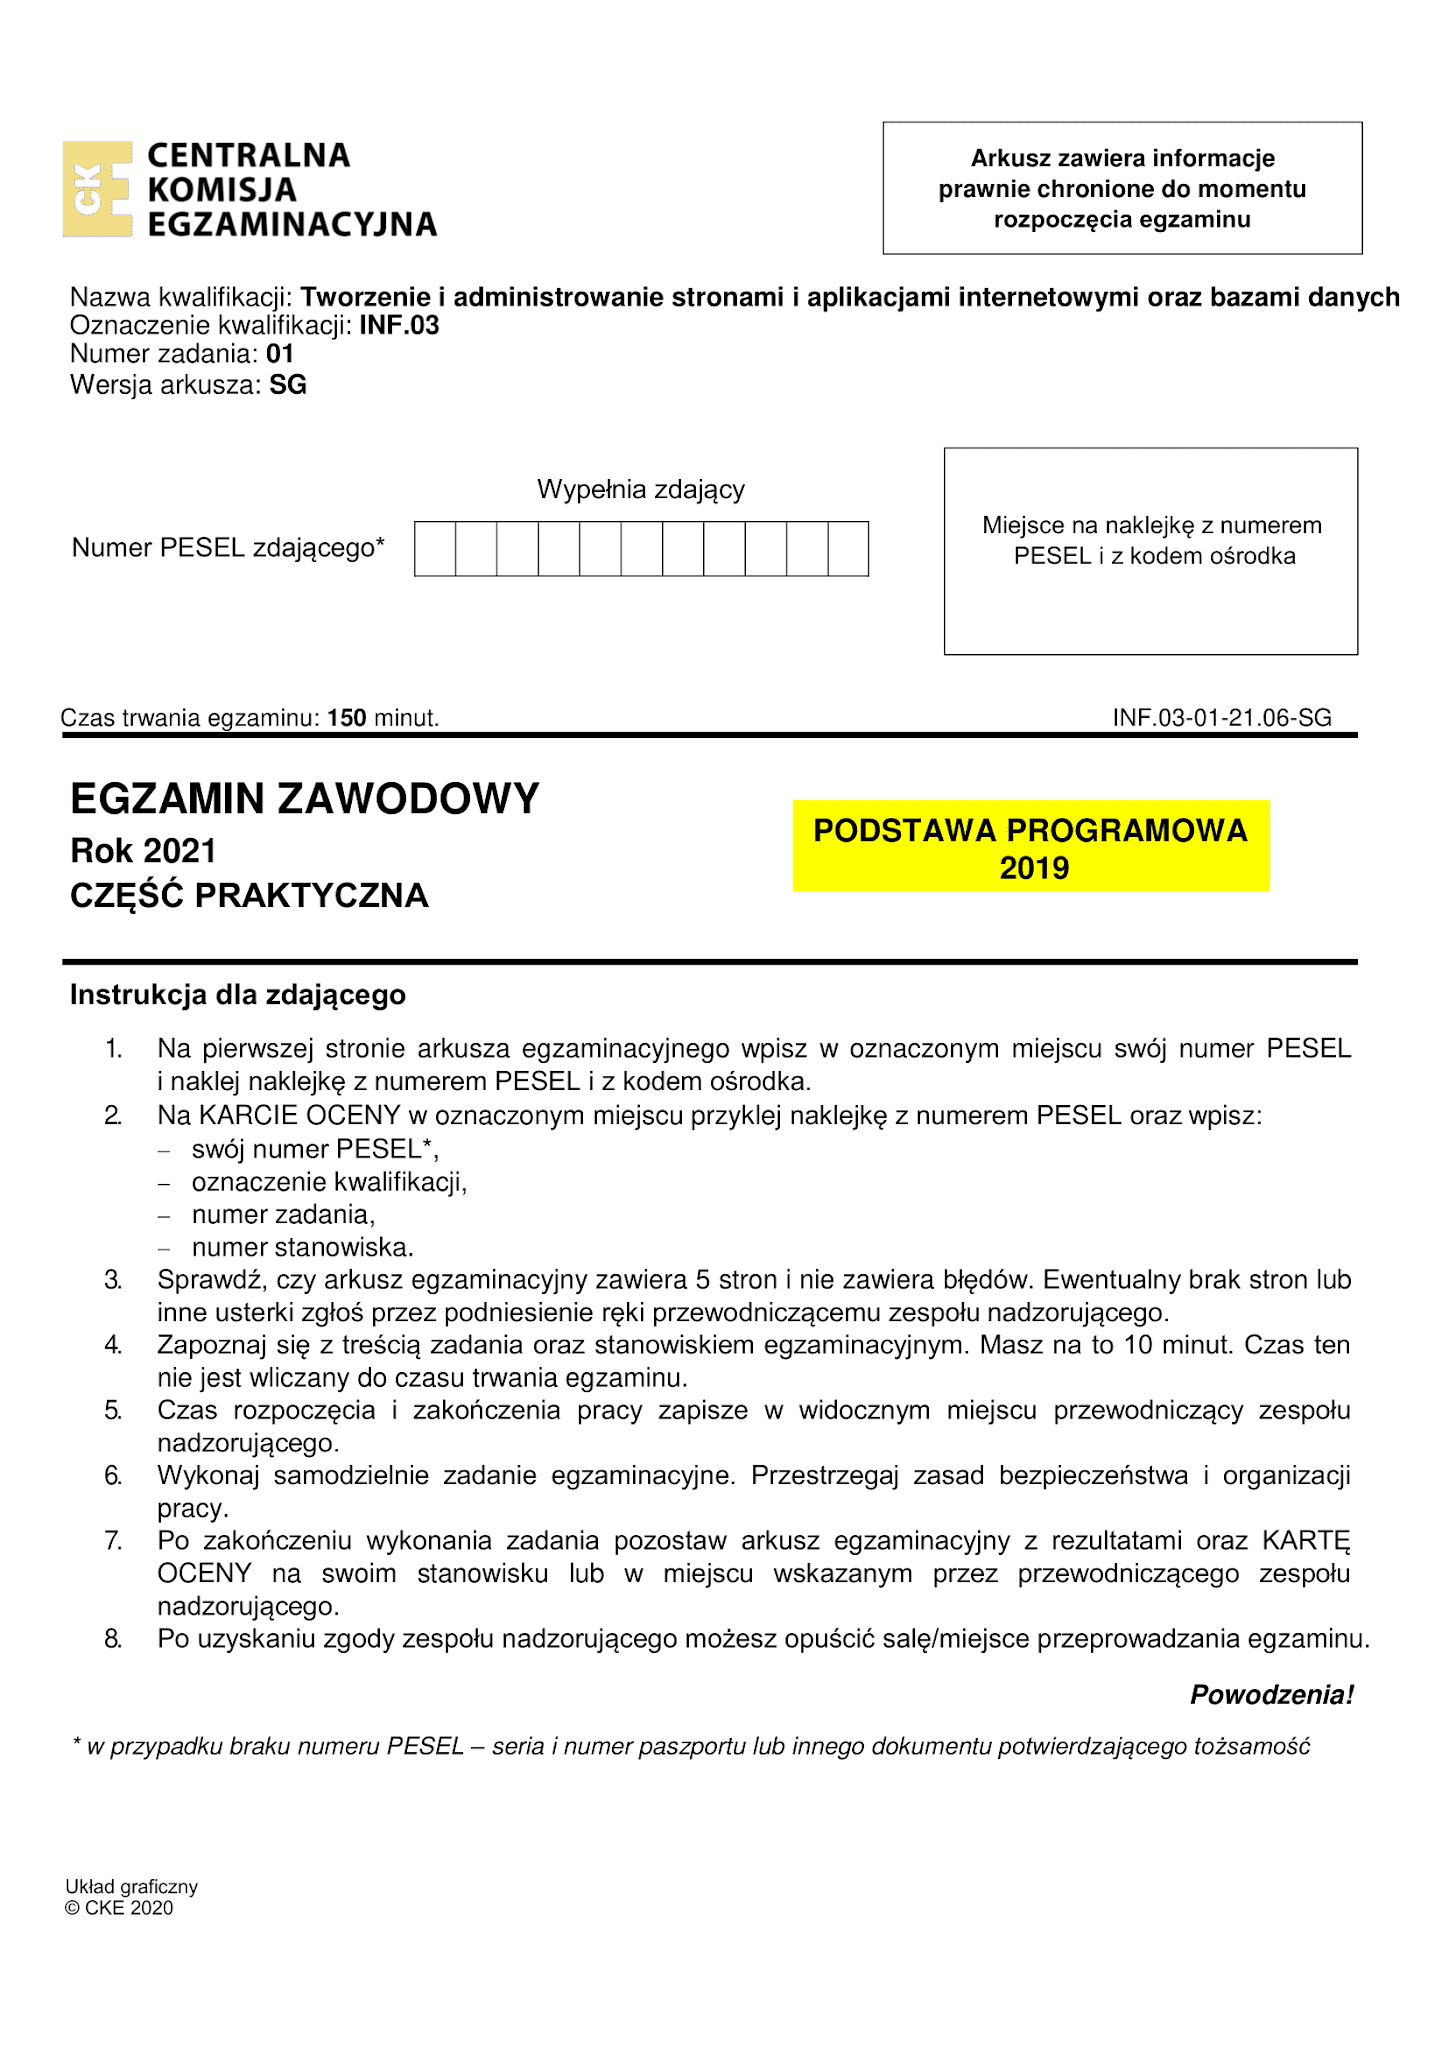 CK
CENTRALNA
KOMISJA
EGZAMINACYJNA
Arkusz zawiera informacje
prawnie chronione do momentu
rozpoczęcia egzaminu
Nazwa kwalifikacji: Tworzenie i administrowanie stronami i aplikacjami internetowymi oraz bazami danych
Oznaczenie kwalifikacji: INF.03
Numer zadania: 01
Wersja arkusza: SG
Wypełnia zdający
Numer PESEL zdającego*
Miejsce na naklejkę z numerem
PESEL i z kodem ośrodka
Czas trwania egzaminu: 150 minut.
INF.03-01-21.06-SG
EGZAMIN ZAWODOWY
Rok 2021
CZĘŚĆ PRAKTYCZNA
PODSTAWA PROGRAMOWA
2019
Instrukcja dla zdającego
1. Na pierwszej stronie arkusza egzaminacyjnego wpisz w oznaczonym miejscu swój numer PESEL
i naklej naklejkę z numerem PESEL i z kodem ośrodka.
2. Na KARCIE OCENY w oznaczonym miejscu przyklej naklejkę z numerem PESEL oraz wpisz:
– swój numer PESEL*,
– oznaczenie kwalifikacji,
– numer zadania,
– numer stanowiska.
3. Sprawdź, czy arkusz egzaminacyjny zawiera 5 stron i nie zawiera błędów. Ewentualny brak stron lub
inne usterki zgłoś przez podniesienie ręki przewodniczącemu zespołu nadzorującego.
4. Zapoznaj się z treścią zadania oraz stanowiskiem egzaminacyjnym. Masz na to 10 minut. Czas ten
nie jest wliczany do czasu trwania egzaminu.
5. Czas rozpoczęcia i zakończenia pracy zapisze w widocznym miejscu przewodniczący zespołu
nadzorującego.
6. Wykonaj samodzielnie zadanie egzaminacyjne. Przestrzegaj zasad bezpieczeństwa i organizacji
pracy.
7. Po zakończeniu wykonania zadania pozostaw arkusz egzaminacyjny z rezultatami oraz KARTĘ
OCENY na swoim stanowisku lub w miejscu wskazanym przez przewodniczącego zespołu
nadzorującego.
8. Po uzyskaniu zgody zespołu nadzorującego możesz opuścić salę/miejsce przeprowadzania egzaminu.
Powodzenia!
* w przypadku braku numeru PESEL – seria i numer paszportu lub innego dokumentu potwierdzającego tożsamość
Układ graficzny
© CKE 2020